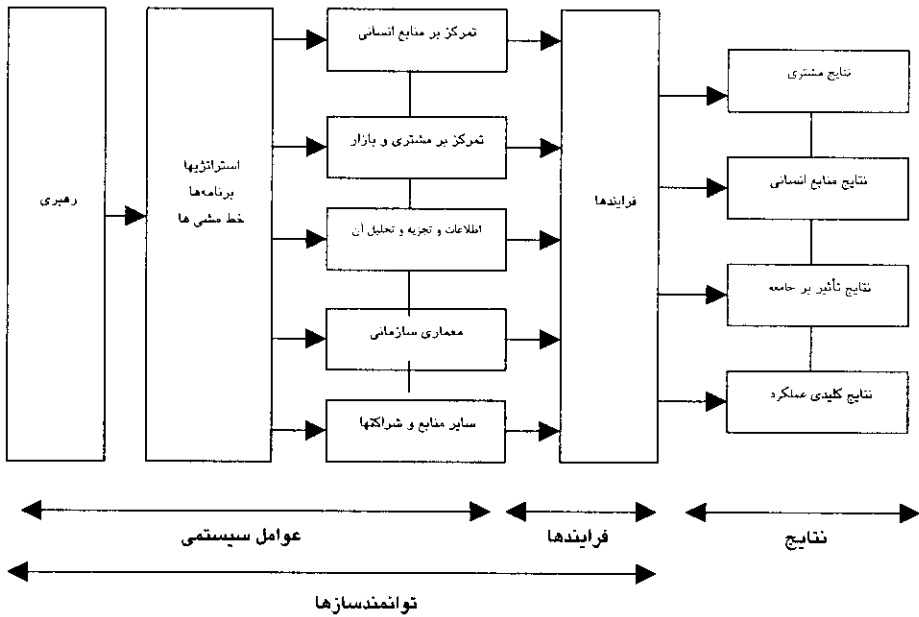 رهبری
استراتژیها
برنامه‌ها
خط مشی ها
تمرکز بر منابع انسانی
تمرکز بر مشتری و بازار
اطلاعات و تجزیه و تحلیل آن
معماری سازمانی
سایر منابع و شراکتها
فرایندها
نتایج مشتری
نتایج منابع انسانی
نتایج تأثیر بر جامعه
نتایج کلیدی عملکرد
عوامل سیستمی
فرایندها
نتایج
توانمندسازها